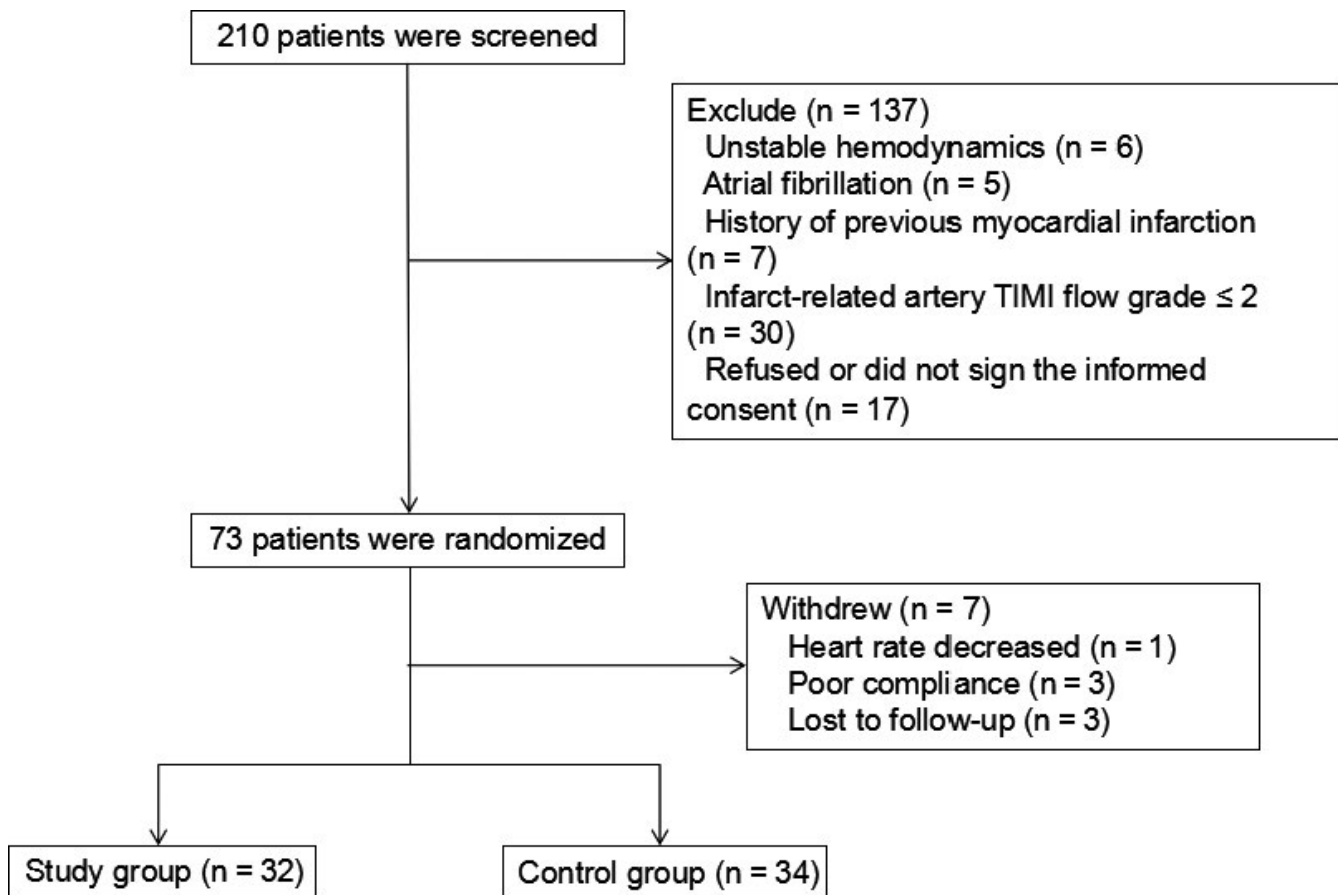 210 patients were screened
Exclude (n = 137)
Unstable hemodynamics (n = 6)
Atrial fibrillation (n = 5)
History of previous myocardial infarction
(n = 7)
Infarct-related artery TIMI flow grade ≤ 2
(n = 30)
Refused or did not sign the informed
consent (n = 17)
73 patients were randomized
Withdrew (n = 7)
Heart rate decreased (n = 1)
Poor compliance (n = 3)
Lost to follow-up (n = 3)
Study group (n = 32)
Control group (n = 34)